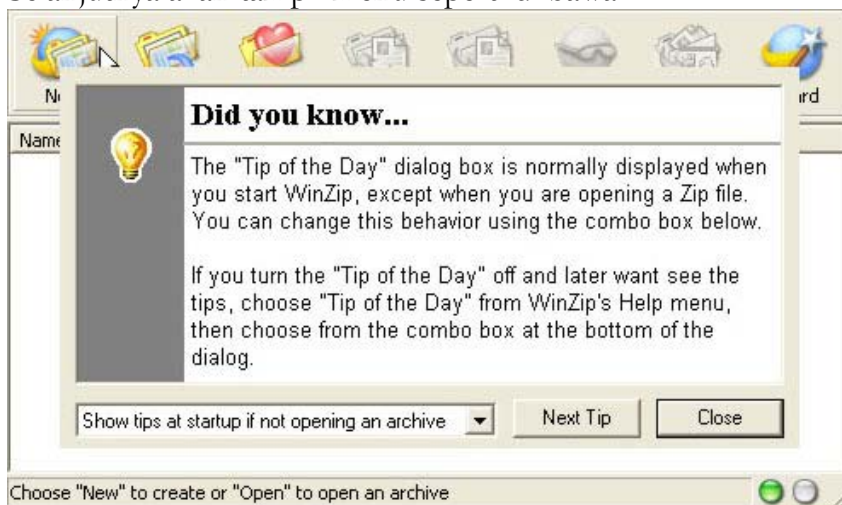 Did you know...
Name
The "Tip of the Day" dialog box is normally displayed when
you start WinZip, except when you are opening a Zip file.
You can change this behavior using the combo box below.
If you turn the "Tip of the Day" off and later want see the
tips, choose "Tip of the Day" from WinZip's Help menu,
then choose from the combo box at the bottom of the
dialog.
Show tips at startup if not opening an archive
Next Tip
Close
Choose "New" to create or "Open" to open an archive